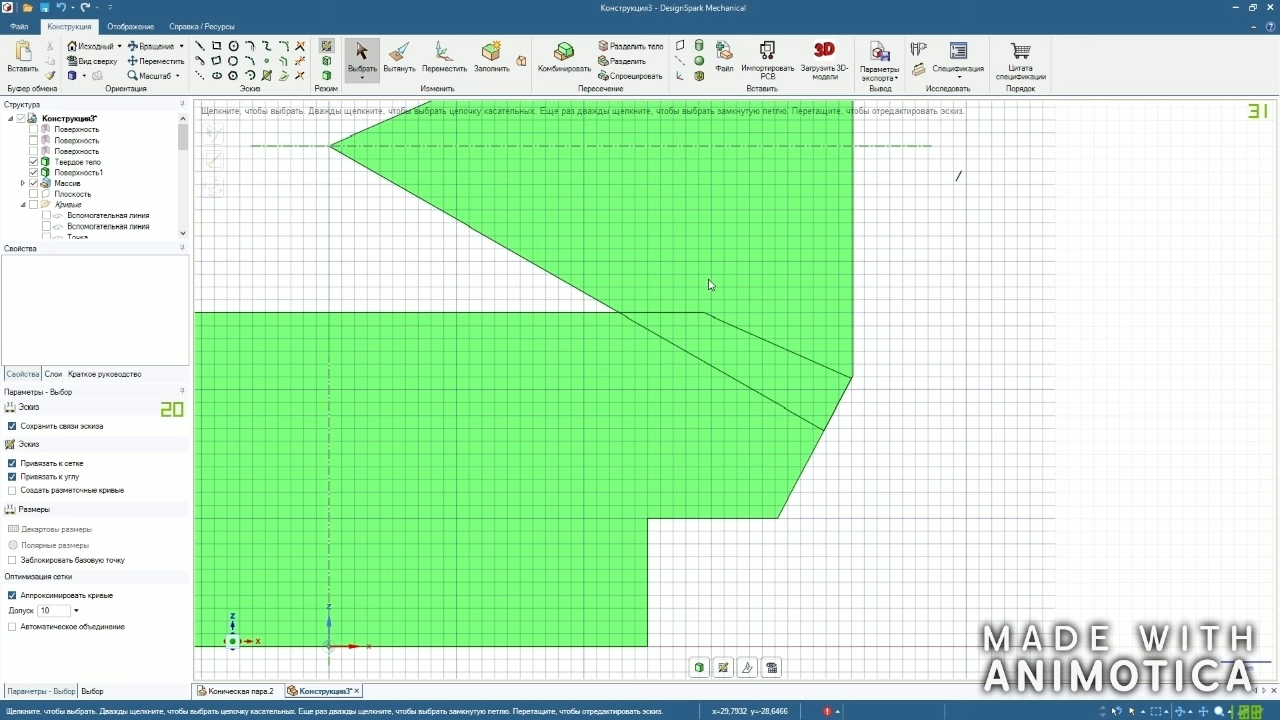 Конструкция3 - DesignSpark Mechanical
Файл Конструкция Отображение Справка / Ресурсы
Вставить
Исходный
Вид сверху
Вращение
Переместить
Масштаб
Выбрать
Вытянуть
Переместить
Заполнить
Комбинировать
Разделить тело
Разделить
Спроецировать
Файл
Импортировать PCB
3D
Загрузить 3D-модели
Параметры экспорта
Спецификация
Цитата спецификации
Буфер обмена Ориентация Эскиз Режим Изменить Пересечение Вставить Вывод Исследовать Порядок
Структура
Щелкните, чтобы выбрать. Дважды щелкните, чтобы выбрать цепочку касательных. Еще раз дважды щелкните, чтобы выбрать замкнутую петлю. Перетащите, чтобы отредактировать эскиз.
31
Конструкция3*
Поверхность
Поверхность
Поверхность
Твердое тело
Поверхность1
Массив
Плоскость
Кривые
Вспомогательная линия
Вспомогательная линия
Точка
Свойства
Свойства Слои Краткое руководство
Параметры - Выбор
Эскиз
20
Сохранить связи эскиза
Эскиз
Привязать к сетке
Привязать к углу
Создать разметочные кривые
Размеры
Декартовы размеры
Полярные размеры
Заблокировать базовую точку
Оптимизация сетки
Аппроксимировать кривые
Допуск 10
Автоматическое объединение
Z
X
Z
X
MADE WITH
ANIMOTICA
Параметры - Выбор Выбор
Коническая пара.2 Конструкция3*
Щелкните, чтобы выбрать. Дважды щелкните, чтобы выбрать цепочку касательных. Еще раз дважды щелкните, чтобы выбрать замкнутую петлю. Перетащите, чтобы отредактировать эскиз.
x=29,7932 y=-28,6466